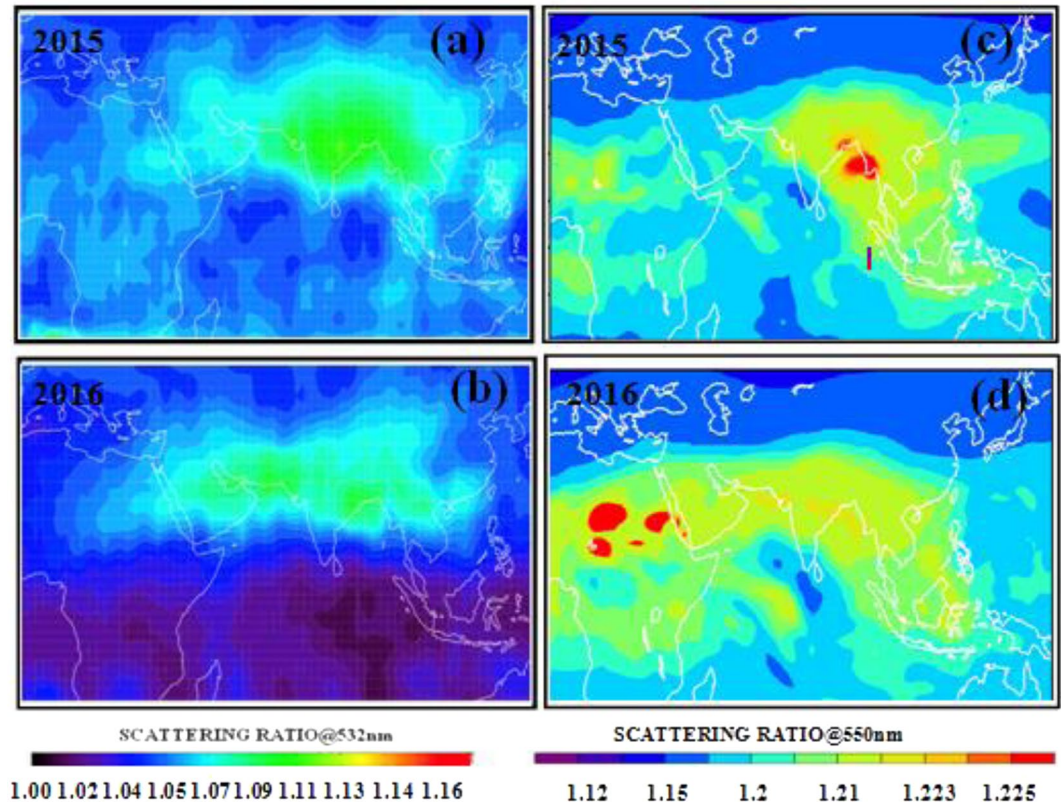 2015 (a)
2015 (c)
2016 (b)
2016 (d)
SCATTERING RATIO@532nm
1.00 1.02 1.04 1.05 1.07 1.09 1.11 1.13 1.14 1.16
SCATTERING RATIO@550nm
1.12 1.15 1.2 1.21 1.223 1.225